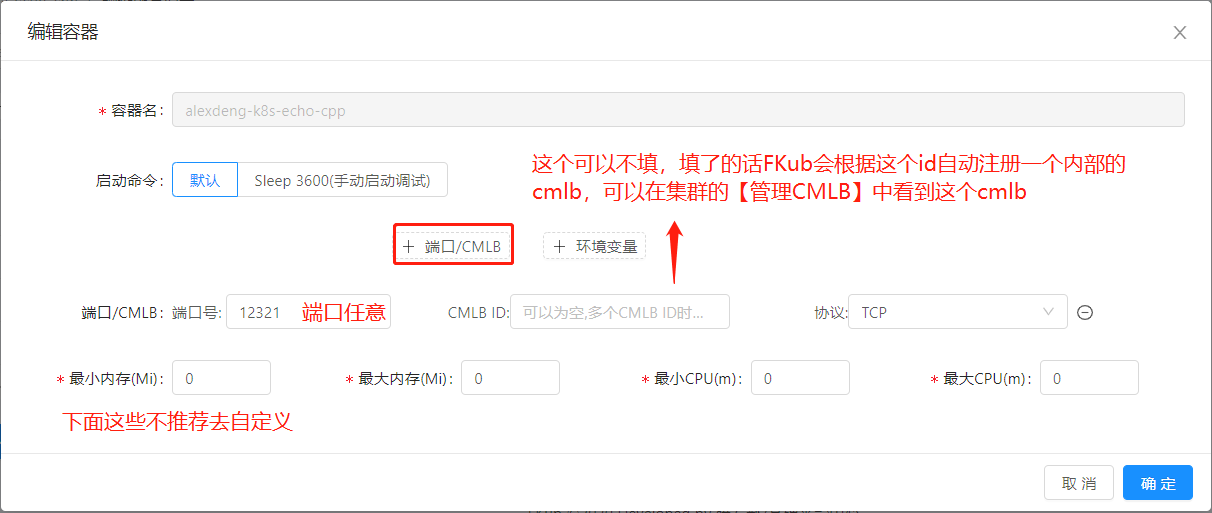 编辑容器
* 容器名: alexdeng-k8s-echo-cpp
启动命令: 默认 Sleep 3600(手动启动调试)
这个可以不填，填了的话FKub会根据这个id自动注册一个内部的
cmlb，可以在集群的【管理CMLB】中看到这个cmlb
+ 端口/CMLB + 环境变量
端口/CMLB: 端口号: 12321 端口任意 CMLB ID: 可以为空,多个CMLB ID时... 协议: TCP
* 最小内存(Mi): 0 * 最大内存(Mi): 0 * 最小CPU(m): 0 * 最大CPU(m): 0
下面这些不推荐去自定义
取 消 确 定